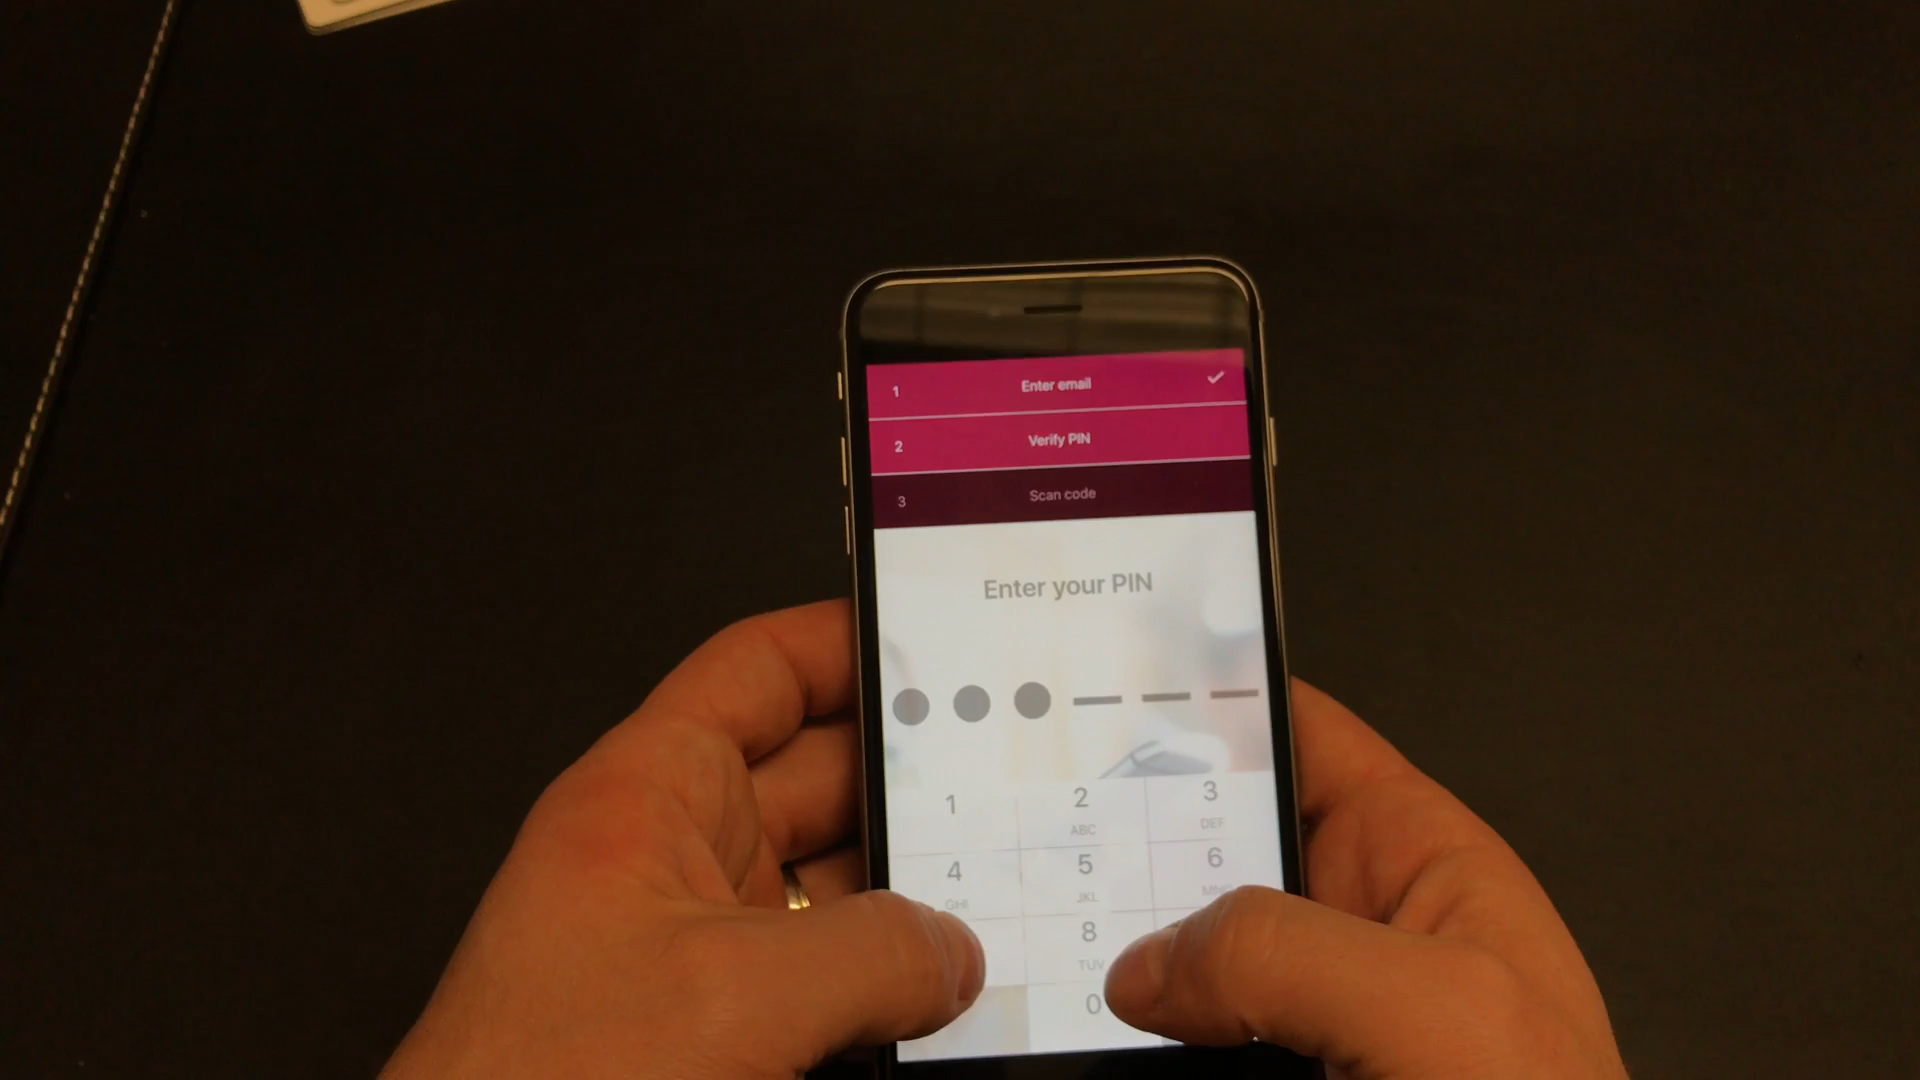 1 Enter email
2 Verify PIN
3 Scan code
Enter your PIN
1 2 3
ABC DEF
4 5 6
GHI JKL
8
TUV
0